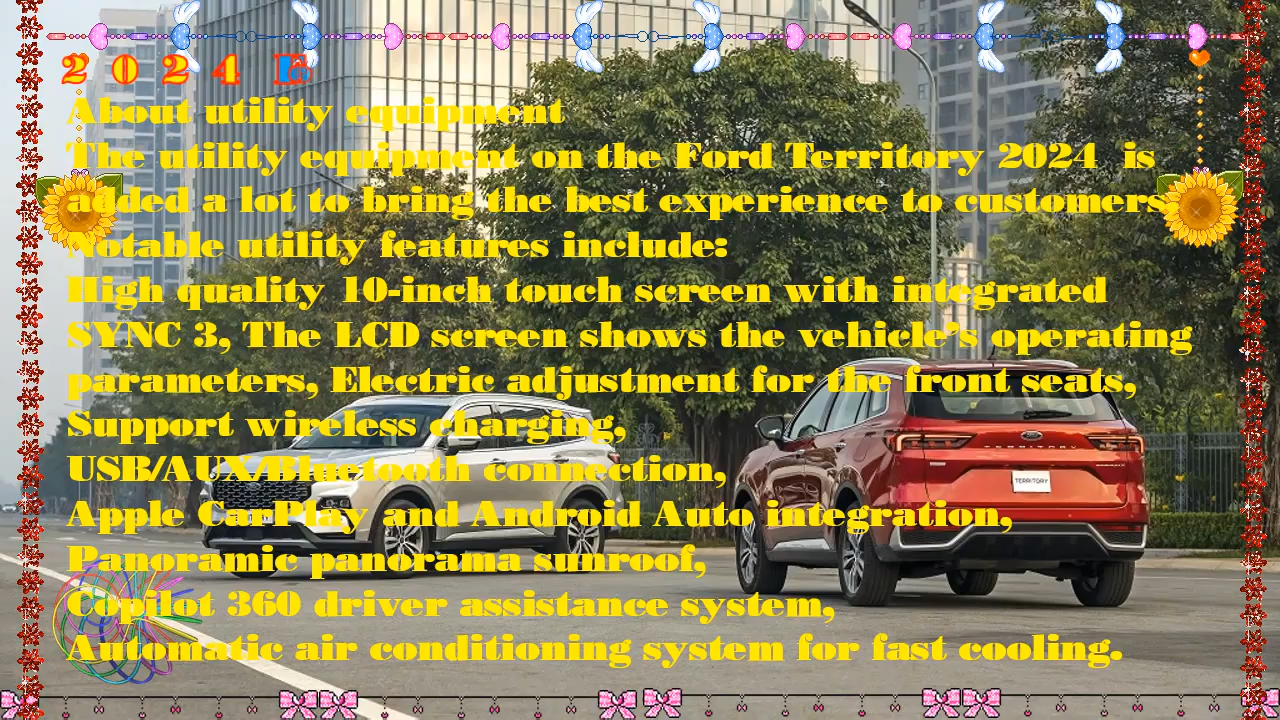 2 0 2 4
About utility equipment
The utility equipment on the Ford Territory 2024 is
added a lot to bring the best experience to customers.
Notable utility features include:
High quality 10-inch touch screen with integrated
SYNC 3, The LCD screen shows the vehicle's operating
parameters, Electric adjustment for the front seats,
Support wireless charging,
USB/AUX/Bluetooth connection,
Apple CarPlay and Android Auto integration,
Panoramic panorama sunroof,
Copilot 360 driver assistance system,
Automatic air conditioning system for fast cooling.
TERRITORY
TERRITORY